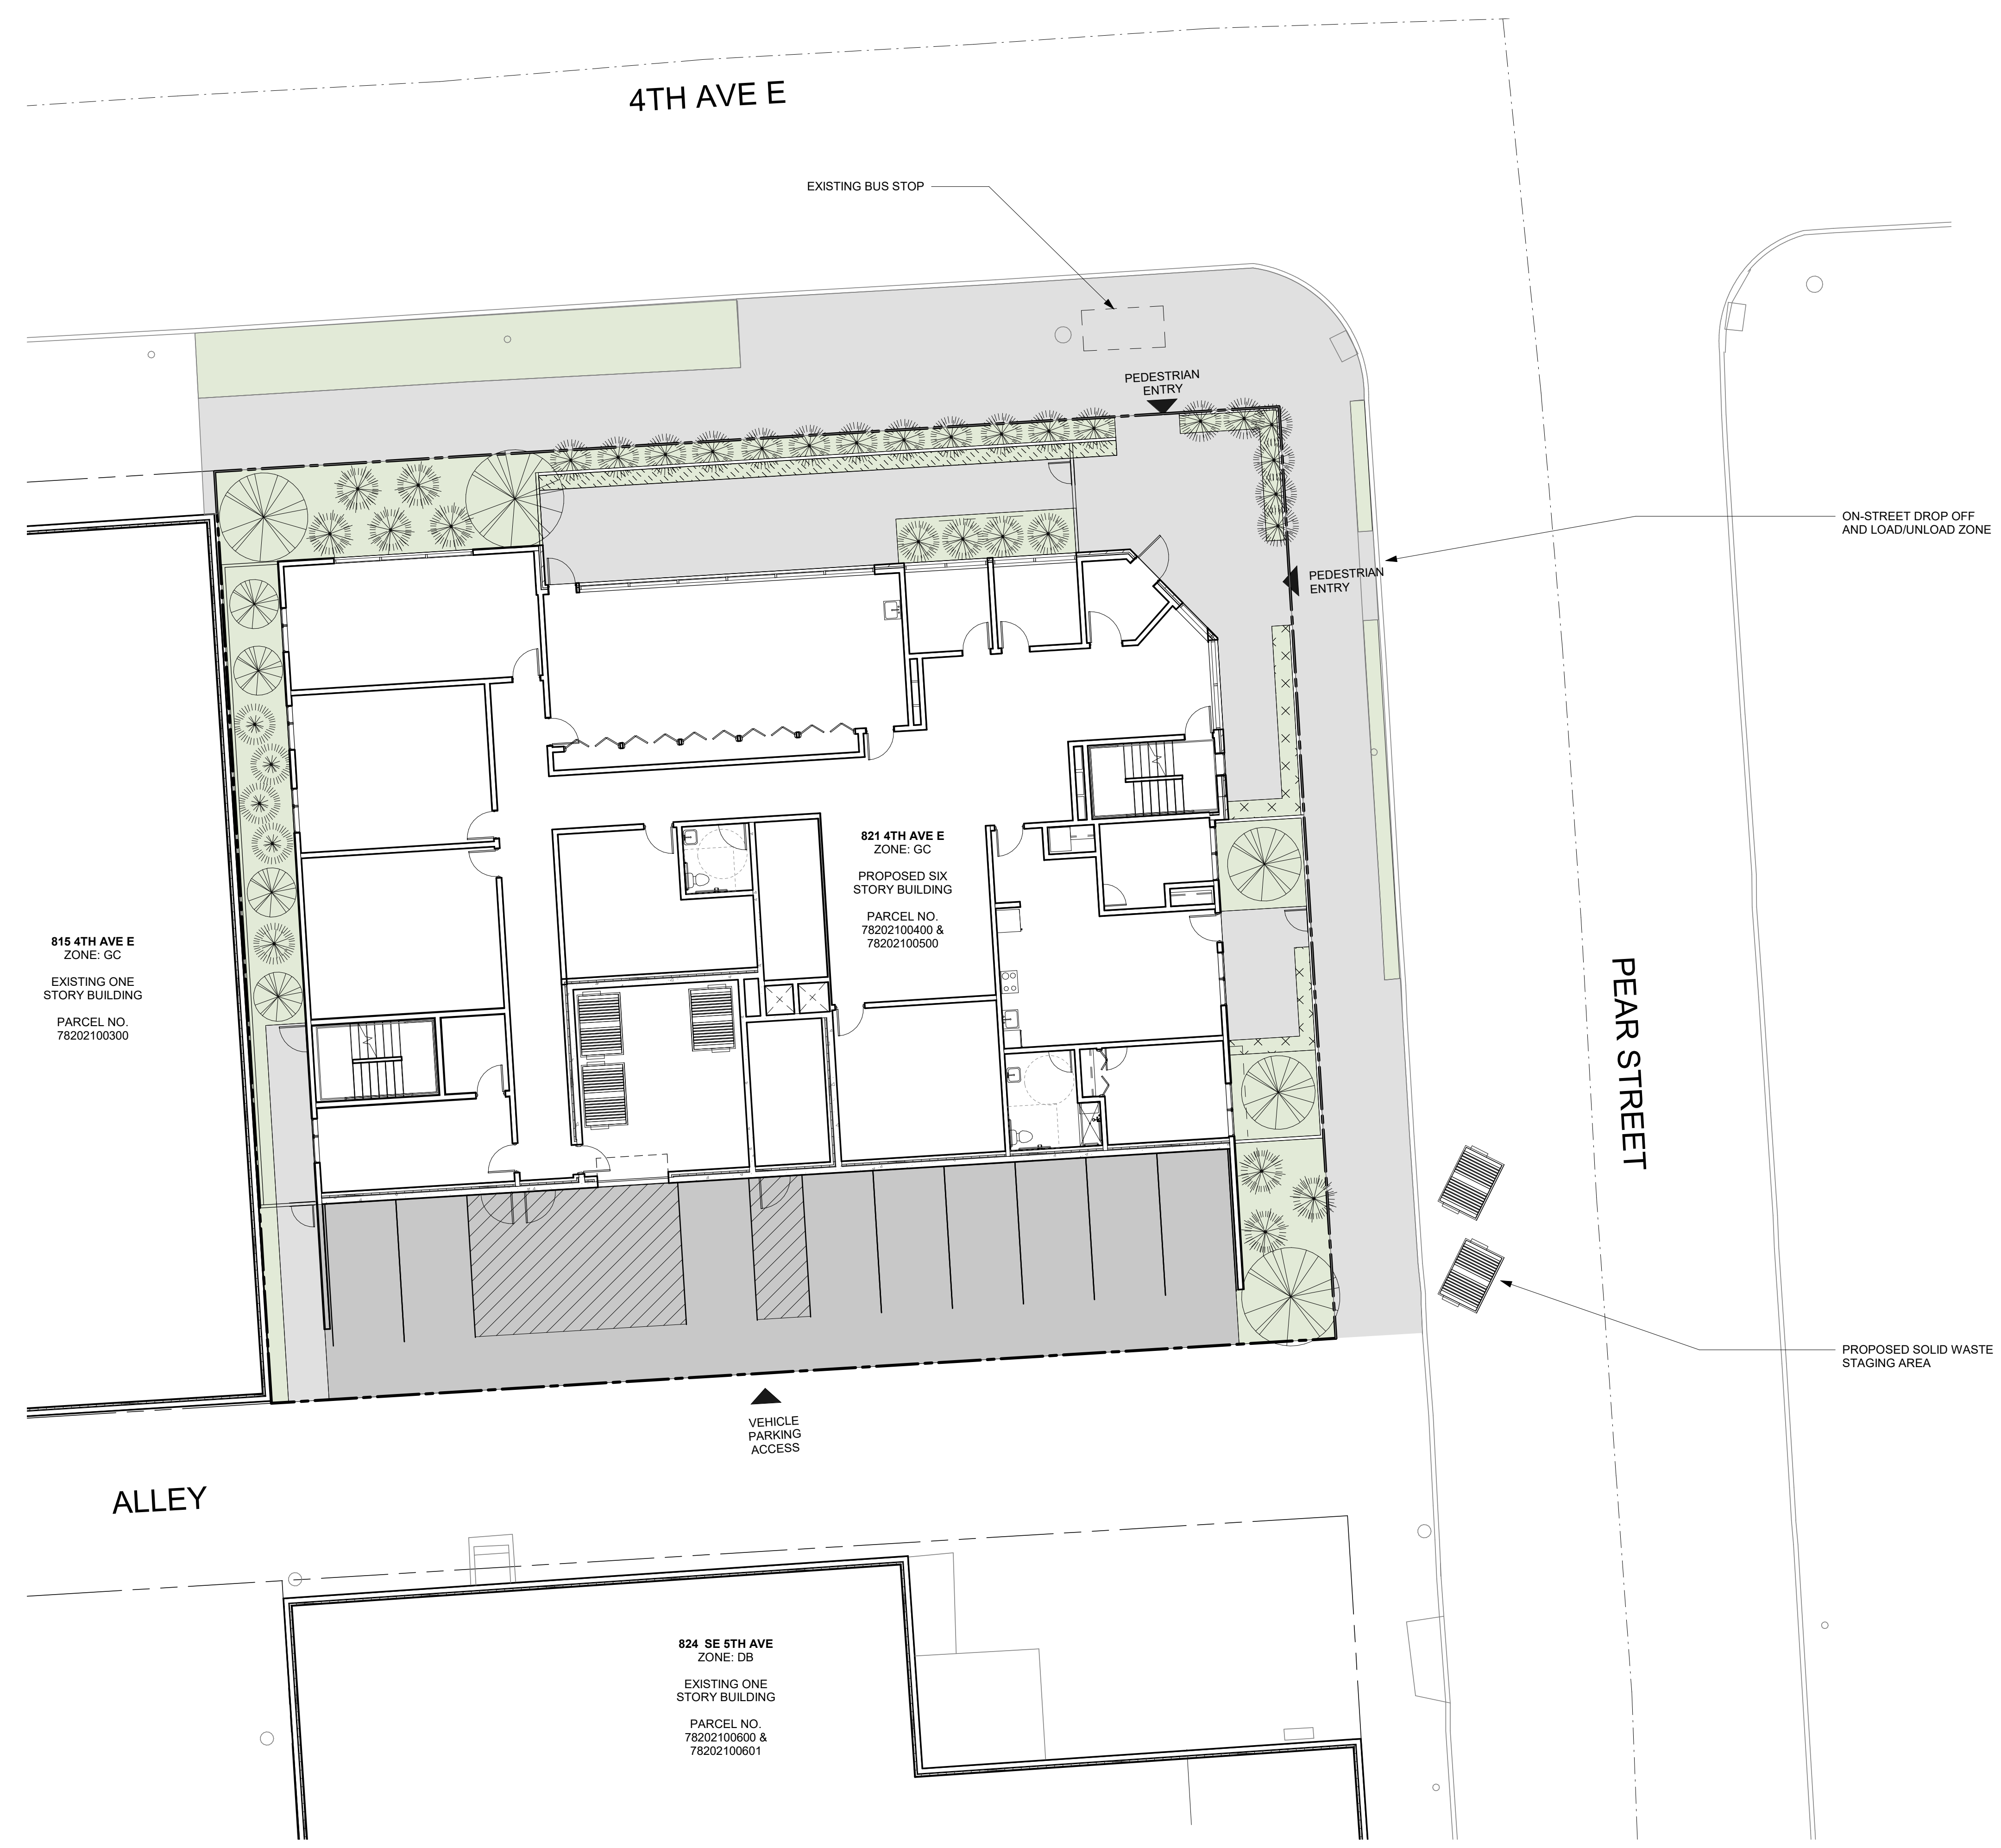 4TH AVE E
EXISTING BUS STOP
PEDESTRIAN
ENTRY
ON-STREET DROP OFF
AND LOAD/UNLOAD ZONE
PEDESTRIAN
ENTRY
821 4TH AVE E
ZONE: GC
PROPOSED SIX
STORY BUILDING
PARCEL NO.
78202100400 &
78202100500
815 4TH AVE E
ZONE: GC
EXISTING ONE
STORY BUILDING
PARCEL NO.
78202100300
PEAR STREET
PROPOSED SOLID WASTE
STAGING AREA
VEHICLE
PARKING
ACCESS
ALLEY
824 SE 5TH AVE
ZONE: DB
EXISTING ONE
STORY BUILDING
PARCEL NO.
78202100600 &
78202100601